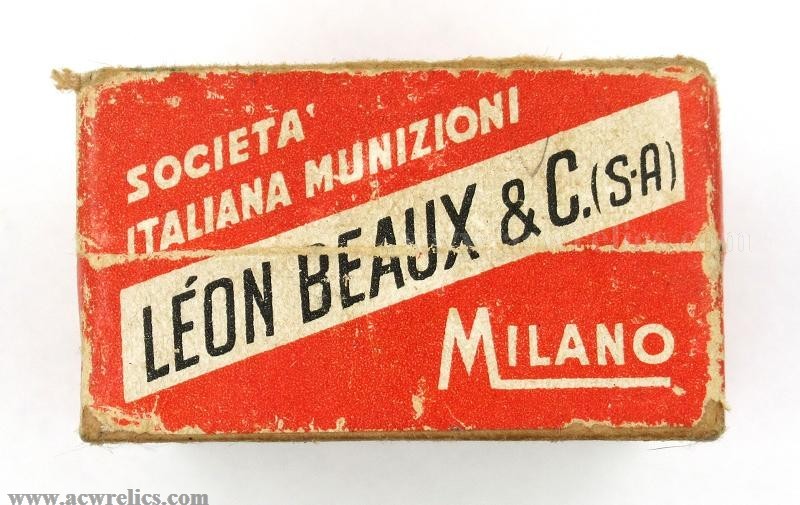 SOCIETA'
ITALIANA MUNIZIONI
LÉON BEAUX & C. (S-A)
MILANO
www.acwrelics.com